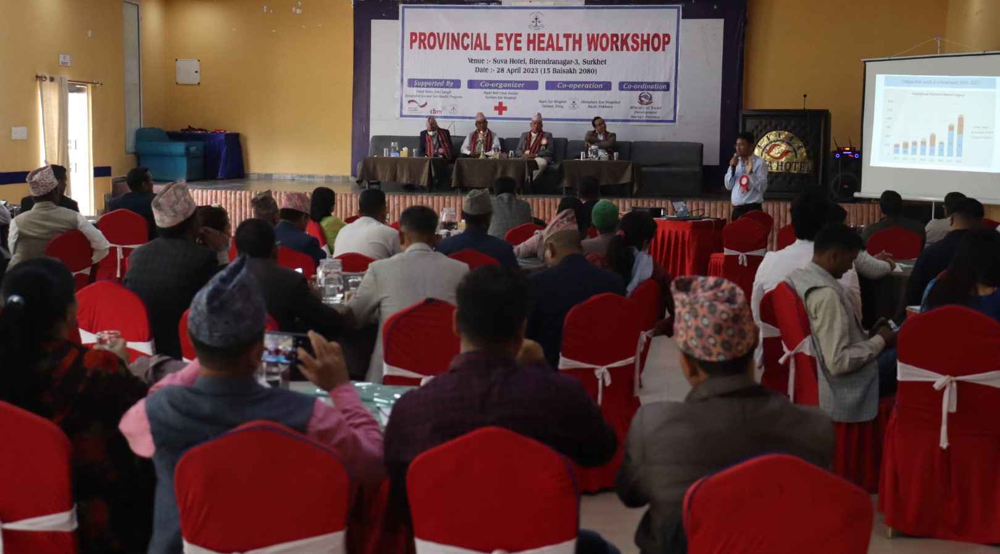 PROVINCIAL EYE HEALTH WORKSHOP
Venue :- Suva Hotel, Birendranagar-3, Surkhet
Date :- 28 April 2023 (15 Baisakh 2080)
Supported By
Nepal Netra Jyoti Sangh
Integrated Eye and Ear Health Program
cbm
Co-organizer
Nepal Red Cross Society
Surkhet Eye Hospital
Co-operation
Rapti Eye Hospital
Tulsipur, Dang
Himalaya Eye Hospital
Kaski Pokhara
Co-ordination
Ministry of Social
Development
Karnali Province
EXIT
HOTEL
Comparative surgical achievement 2015-2022
Hospital and Outreach Cataract Surgery